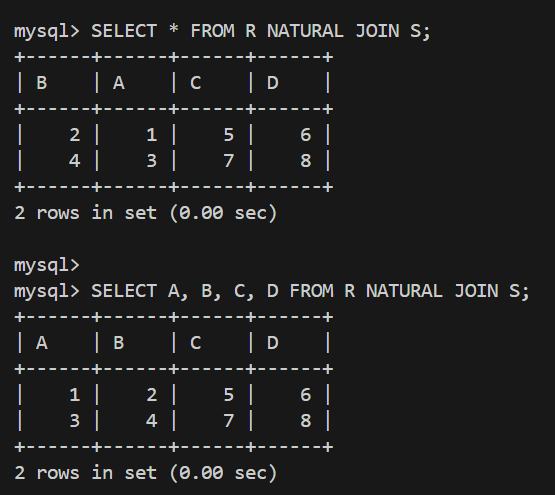 mysql> SELECT * FROM R NATURAL JOIN S;
+------+------+------+------+
| B    | A    | C    | D    |
+------+------+------+------+
|    2 |    1 |    5 |    6 |
|    4 |    3 |    7 |    8 |
+------+------+------+------+
2 rows in set (0.00 sec)

mysql>
mysql> SELECT A, B, C, D FROM R NATURAL JOIN S;
+------+------+------+------+
| A    | B    | C    | D    |
+------+------+------+------+
|    1 |    2 |    5 |    6 |
|    3 |    4 |    7 |    8 |
+------+------+------+------+
2 rows in set (0.00 sec)